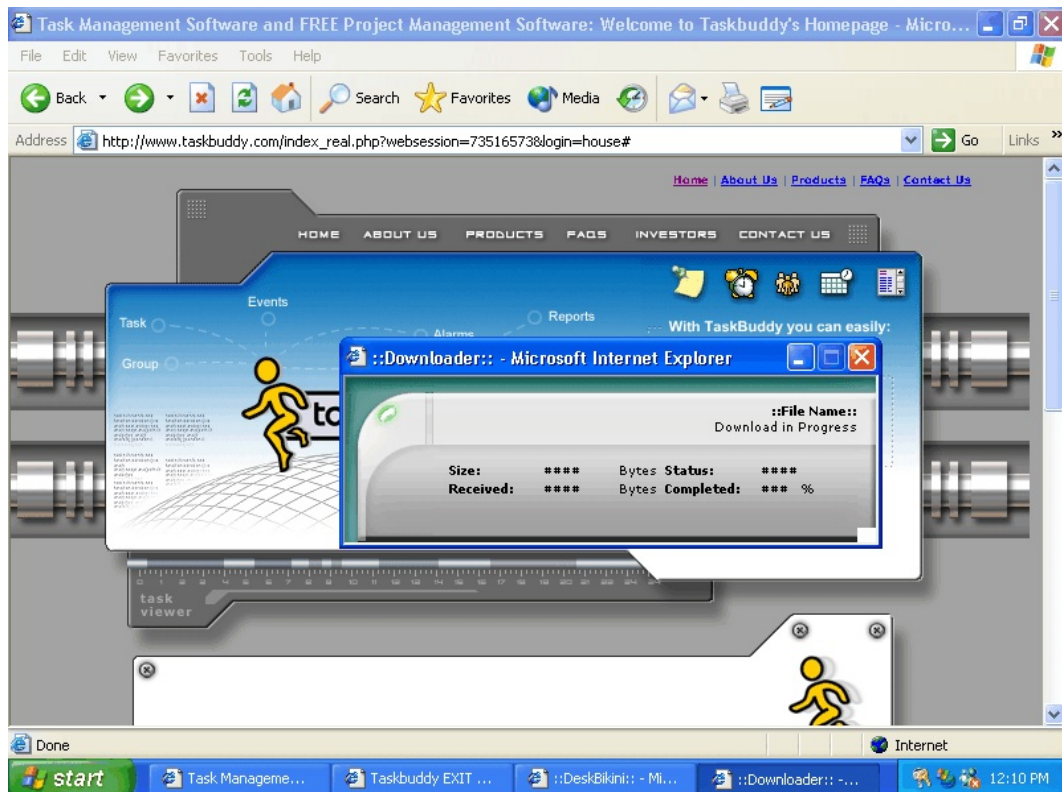 Task Management Software and FREE Project Management Software: Welcome to Taskbuddy's Homepage - Micro...
File Edit View Favorites Tools Help
Back Search Favorites Media
Address http://www.taskbuddy.com/index_real.php?websession=73516573&login=house# Go Links »
Home | About Us | Products | FAQs | Contact Us
HOME ABOUT US PRODUCTS FAQS INVESTORS CONTACT US
Events
Task
Reports
Alarms
With TaskBuddy you can easily:
Group
::Downloader:: - Microsoft Internet Explorer
::File Name::
Download in Progress
Size: #### Bytes Status: ####
Received: #### Bytes Completed: ### %
task
viewer
Done
Internet
start
Task Manageme...
Taskbuddy EXIT ...
::DeskBikini:: - Mi...
::Downloader:: -...
12:10 PM